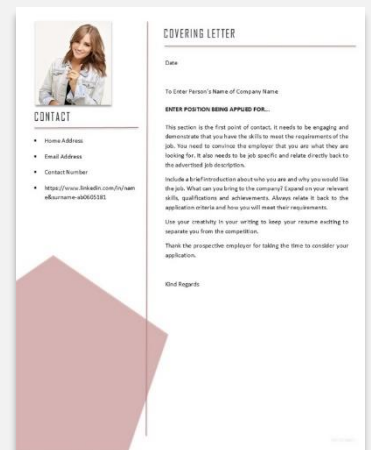 COVERING LETTER
Date
To Enter Person's Name of Company Name
ENTER POSITION BEING APPLIED FOR...
This section is the first point of contact. It needs to be engaging and
demonstrate that you have the skills to meet the requirements of the
job. You need to convince the employer that you are what they are
looking for. It also needs to be job specific and relate directly back to
the advertised job description.
Include a brief introduction about who you are and why you would like
the job. What can you bring to the company? Expand on your relevant
skills, qualifications and achievements. Always relate it back to the
application criteria and how you will meet their requirements.
Use your creativity in your writing to keep your resume exciting to
separate you from the competition.
Thank the prospective employer for taking the time to consider your
application.
Kind Regards
CONTACT
• Home Address
• Email Address
• Contact Number
• https://www.linkedin.com/in/nam
e&surname-ab0605181